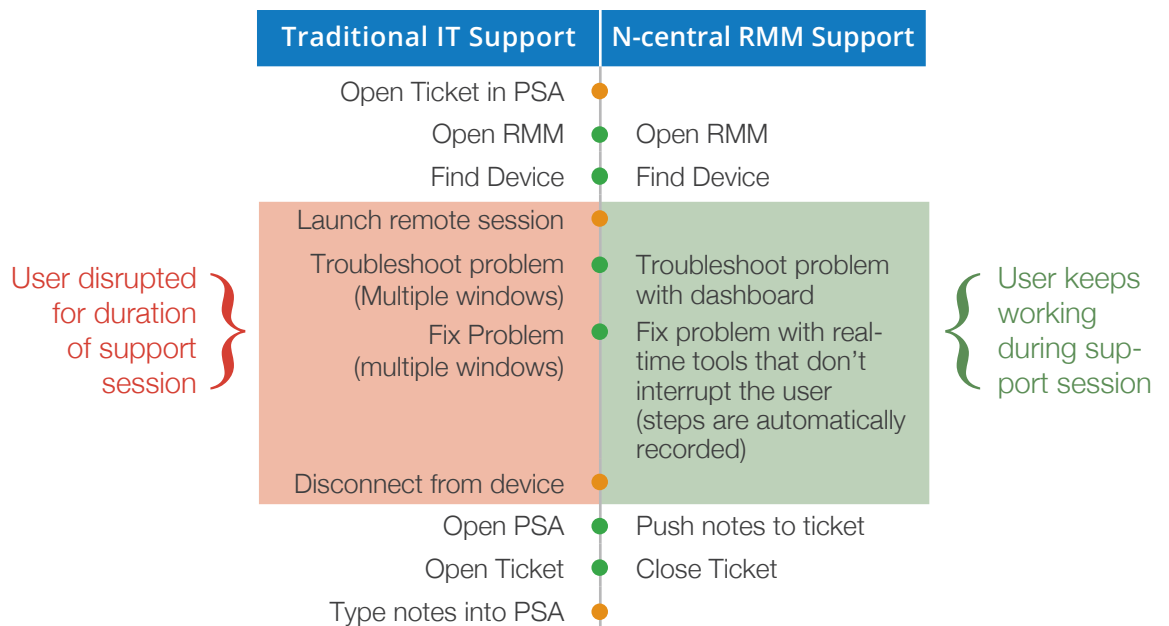 Traditional IT Support
N-central RMM Support
Open Ticket in PSA
Open RMM
Open RMM
Find Device
Find Device
Launch remote session
User disrupted
for duration
of support
session
Troubleshoot problem
(Multiple windows)
Troubleshoot problem
with dashboard
Fix Problem
(multiple windows)
Fix problem with real-
time tools that don’t
interrupt the user
(steps are automatically
recorded)
User keeps
working
during sup-
port session
Disconnect from device
Open PSA
Push notes to ticket
Open Ticket
Close Ticket
Type notes into PSA